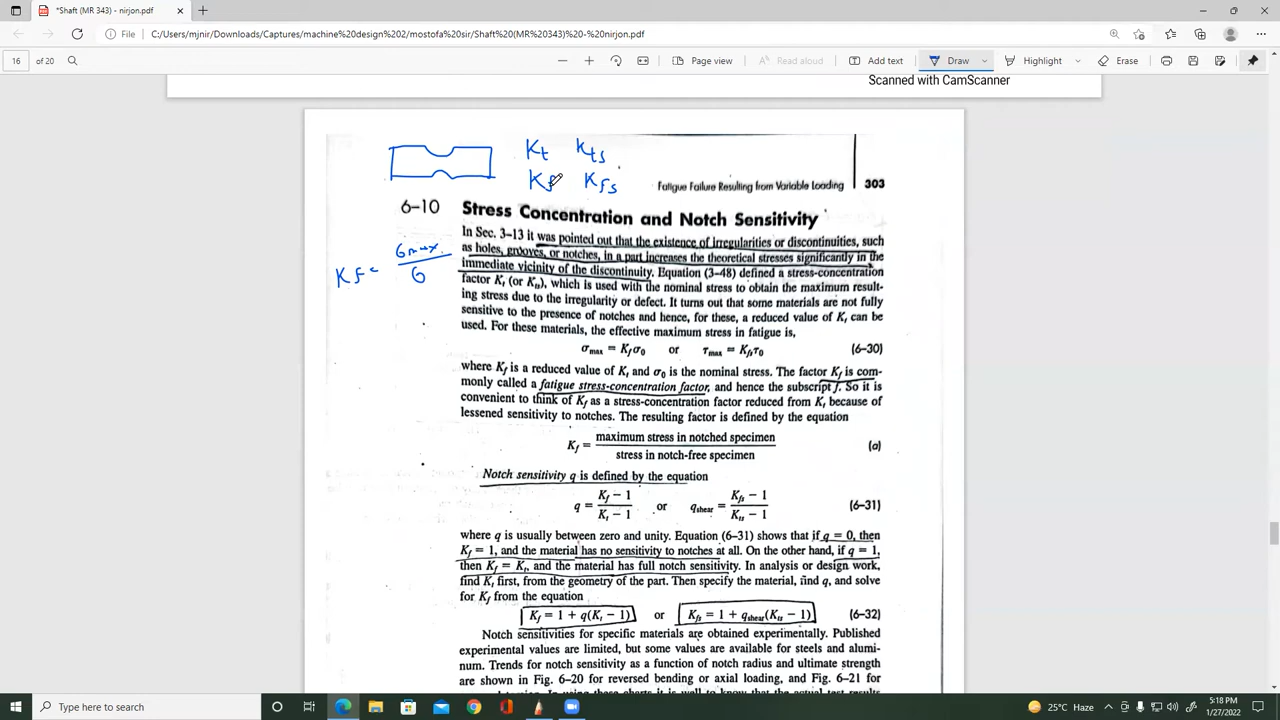 *Shaft (MR 343) - nirjon.pdf
File C:/Users/mjnir/Downloads/Captures/machine%20design%202/mostofa%20sir/Shaft%20(MR%20343)%20-%20nirjon.pdf
16 of 20 Page view Read aloud Add text Draw Highlight Erase
Scanned with CamScanner
Kt Kts
Kf Kfs
Fatigue Failure Resulting from Variable Loading 303
6–10 Stress Concentration and Notch Sensitivity
In Sec. 3–13 it was pointed out that the existence of irregularities or discontinuities, such
as holes, grooves, or notches, in a part increases the theoretical stresses significantly in the
immediate vicinity of the discontinuity. Equation (3–48) defined a stress-concentration
factor Kt (or Kts), which is used with the nominal stress to obtain the maximum result-
ing stress due to the irregularity or defect. It turns out that some materials are not fully
sensitive to the presence of notches and hence, for these, a reduced value of Kt can be
used. For these materials, the effective maximum stress in fatigue is,
Kf = σmax. / σ
σmax = Kfσ0 or τmax = Kfsτ0 (6–30)
where Kf is a reduced value of Kt and σ0 is the nominal stress. The factor Kf is com-
monly called a fatigue stress-concentration factor, and hence the subscript f. So it is
convenient to think of Kf as a stress-concentration factor reduced from Kt because of
lessened sensitivity to notches. The resulting factor is defined by the equation
Kf = maximum stress in notched specimen / stress in notch-free specimen (a)
Notch sensitivity q is defined by the equation
q = Kf − 1 / Kt − 1 or qshear = Kfs − 1 / Kts − 1 (6–31)
where q is usually between zero and unity. Equation (6–31) shows that if q = 0, then
Kf = 1, and the material has no sensitivity to notches at all. On the other hand, if q = 1,
then Kf = Kt, and the material has full notch sensitivity. In analysis or design work,
find Kt first, from the geometry of the part. Then specify the material, find q, and solve
for Kf from the equation
Kf = 1 + q(Kt − 1) or Kfs = 1 + qshear(Kts − 1) (6–32)
Notch sensitivities for specific materials are obtained experimentally. Published
experimental values are limited, but some values are available for steels and alumi-
num. Trends for notch sensitivity as a function of notch radius and ultimate strength
are shown in Fig. 6–20 for reversed bending or axial loading, and Fig. 6–21 for
Type here to search
25°C Haze
5:18 PM
1/27/2022